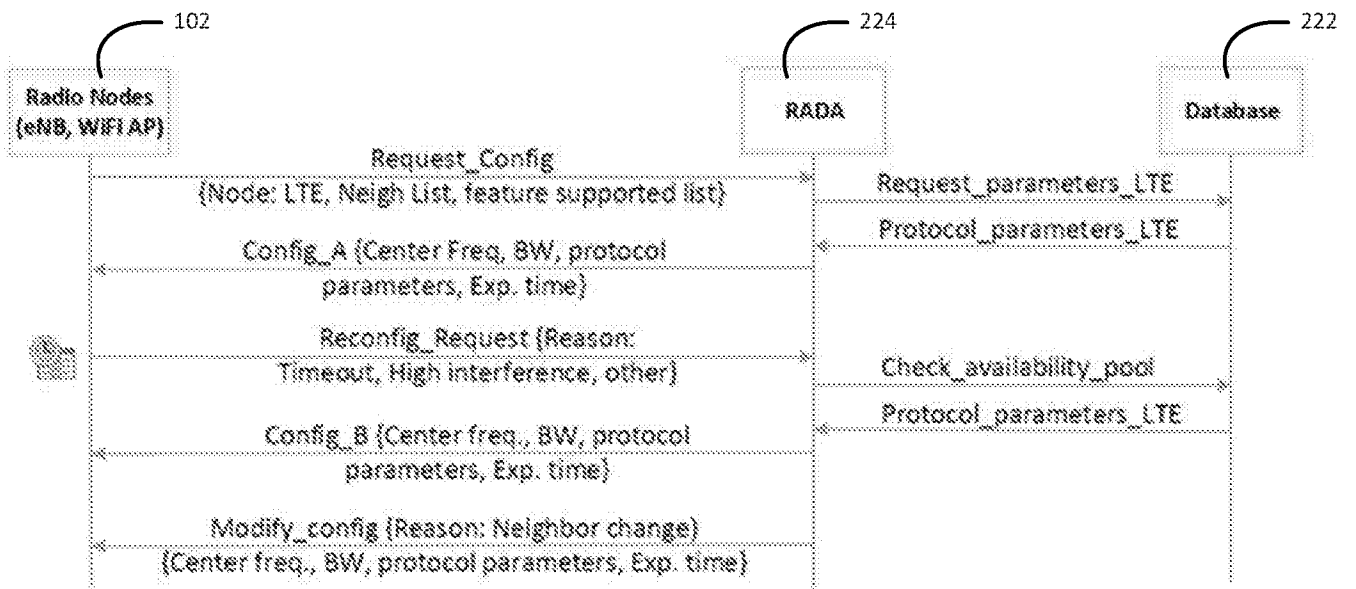 102
224
222
Radio Nodes
(eNB, WiFi AP)
RADA
Database
Request_Config
{Node: LTE, Neigh List, feature supported list}
Request_parameters_LTE
Protocol_parameters_LTE
Config_A {Center Freq, BW, protocol
parameters, Exp. time}
Reconfig_Request {Reason:
Timeout, High interference, other}
Check_availability_pool
Protocol_parameters_LTE
Config_B {Center freq., BW, protocol
parameters, Exp. time}
Modify_config (Reason: Neighbor change)
{Center freq., BW, protocol parameters, Exp. time}